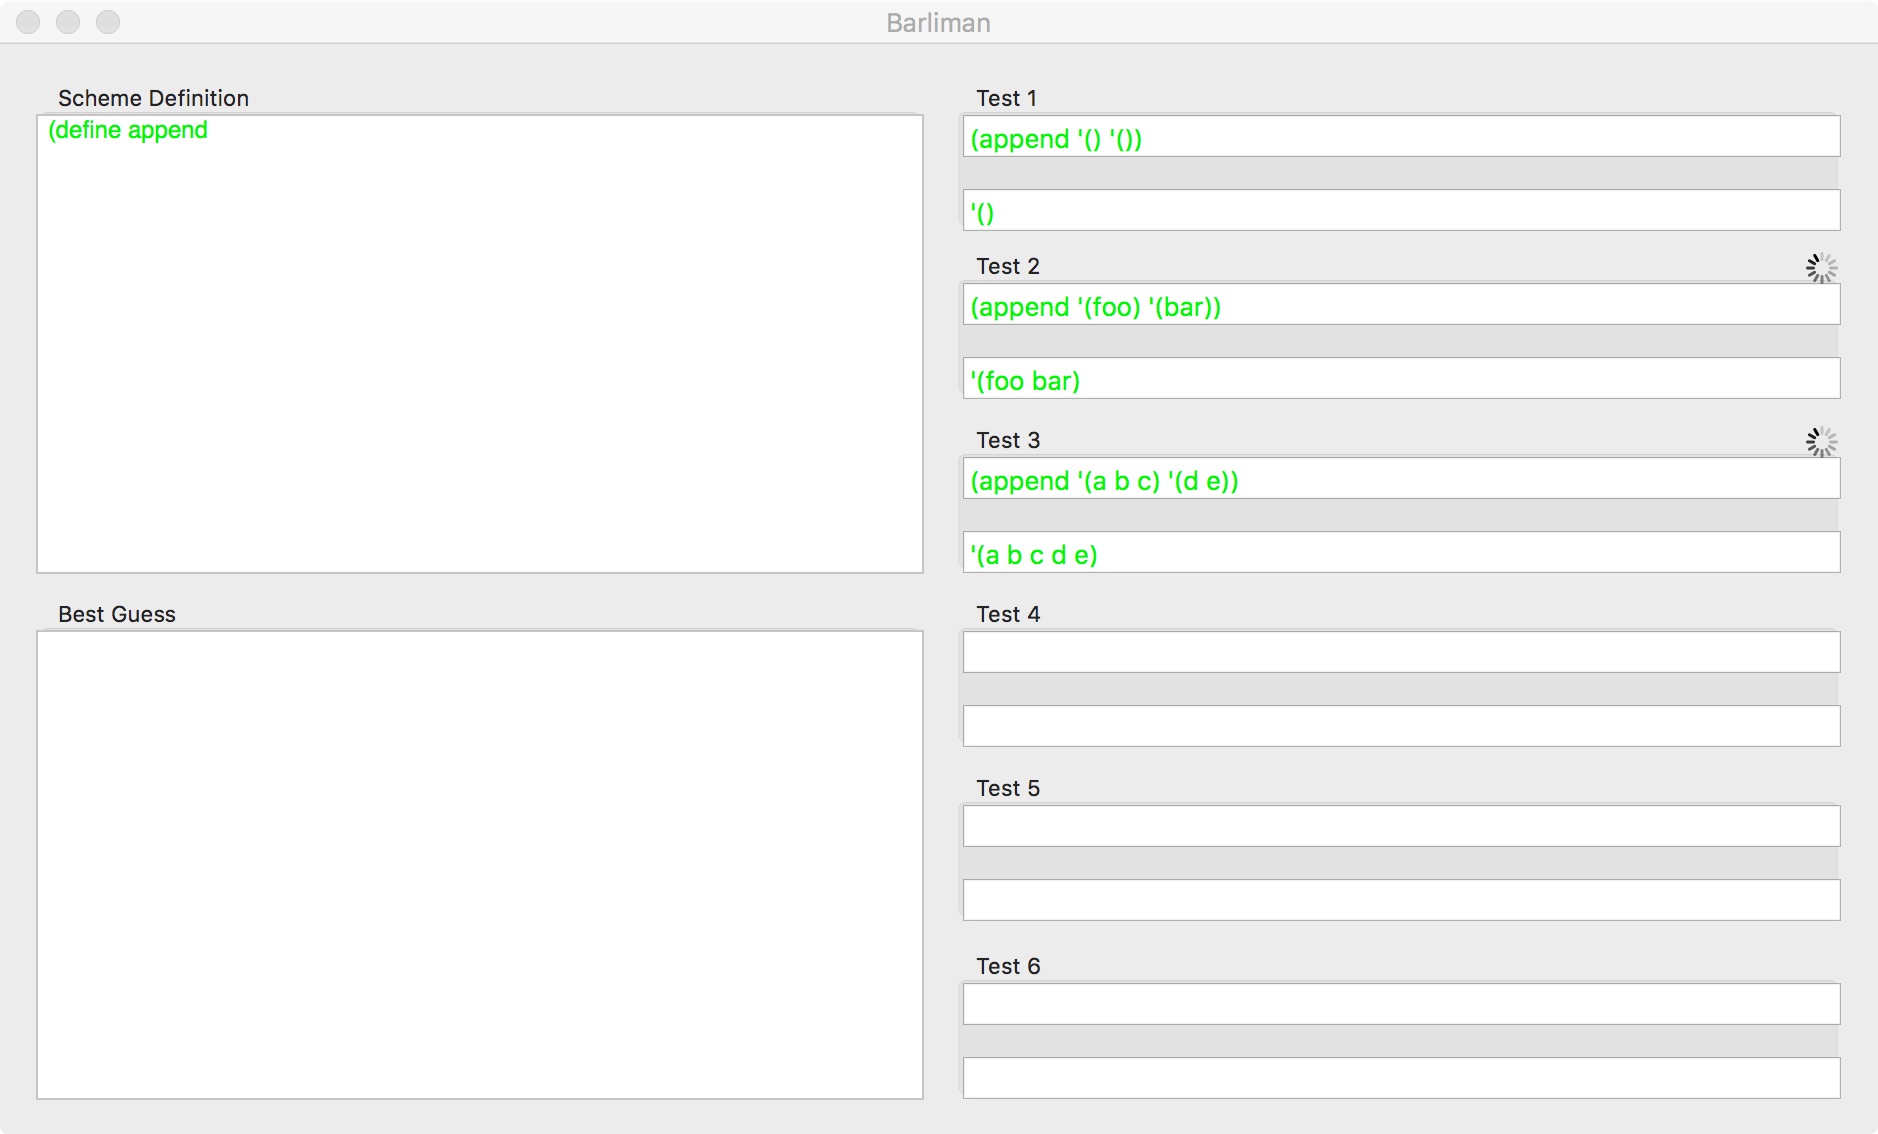 Barliman
Scheme Definition
(define append
Best Guess
Test 1
(append '() '())
'()
Test 2
(append '(foo) '(bar))
'(foo bar)
Test 3
(append '(a b c) '(d e))
'(a b c d e)
Test 4
Test 5
Test 6